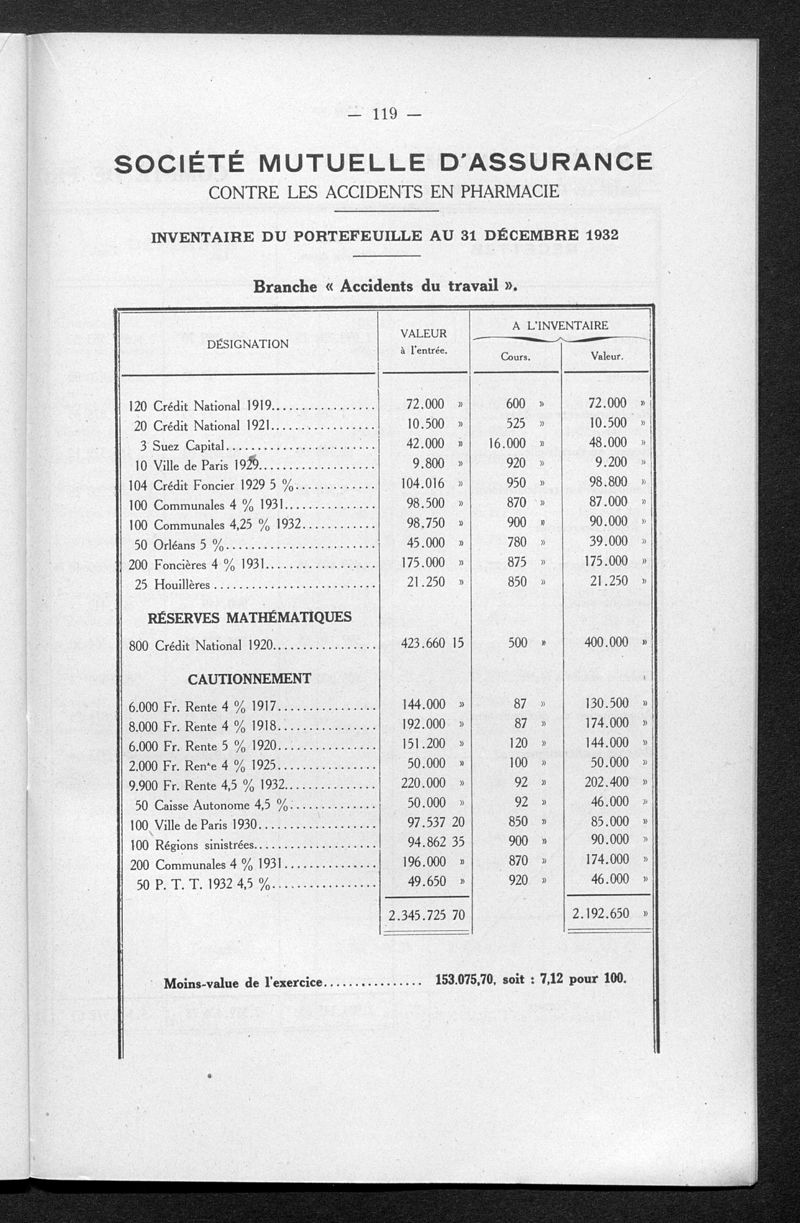 — 119 —
SOCIÉTÉ MUTUELLE D'ASSURANCE
CONTRE LES ACCIDENTS EN PHARMACIE
INVENTAIRE DU PORTEFEUILLE AU 31 DÉCEMBRE 1932
Branche « Accidents du travail ».
DÉSIGNATION VALEUR à l'entrée. A L'INVENTAIRE
Cours. Valeur.
120 Crédit National 1919................. 72.000 » 600 » 72.000 »
20 Crédit National 1921................. 10.500 » 525 » 10.500 »
3 Suez Capital........................ 42.000 » 16.000 » 48.000 »
10 Ville de Paris 1929................... 9.800 » 920 » 9.200 »
104 Crédit Foncier 1929 5 %............. 104.016 » 950 » 98.800 »
100 Communales 4 % 1931.............. 98.500 » 870 » 87.000 »
100 Communales 4,25 % 1932............ 98.750 » 900 » 90.000 »
50 Orléans 5 %........................ 45.000 » 780 » 39.000 »
200 Foncières 4 % 1931................. 175.000 » 875 » 175.000 »
25 Houillères .......................... 21.250 » 850 » 21.250 »
RÉSERVES MATHÉMATIQUES
800 Crédit National 1920................ 423.660 15 500 » 400.000 »
CAUTIONNEMENT
6.000 Fr. Rente 4 % 1917................ 144.000 » 87 » 130.500 »
8.000 Fr. Rente 4 % 1918................ 192.000 » 87 » 174.000 »
6.000 Fr. Rente 5 % 1920................ 151.200 » 120 » 144.000 »
2.000 Fr. Rente 4 % 1925................ 50.000 » 100 » 50.000 »
9.900 Fr. Rente 4,5 % 1932.............. 220.000 » 92 » 202.400 »
50 Caisse Autonome 4,5 %.............. 50.000 » 92 » 46.000 »
100 Ville de Paris 1930................... 97.537 20 850 » 85.000 »
100 Régions sinistrées.................... 94.862 35 900 » 90.000 »
200 Communales 4 % 1931.............. 196.000 » 870 » 174.000 »
50 P. T. T. 1932 4,5 %................. 49.650 » 920 » 46.000 »
2.345.725 70 2.192.650 »
Moins-value de l'exercice................ 153.075,70, soit : 7,12 pour 100.